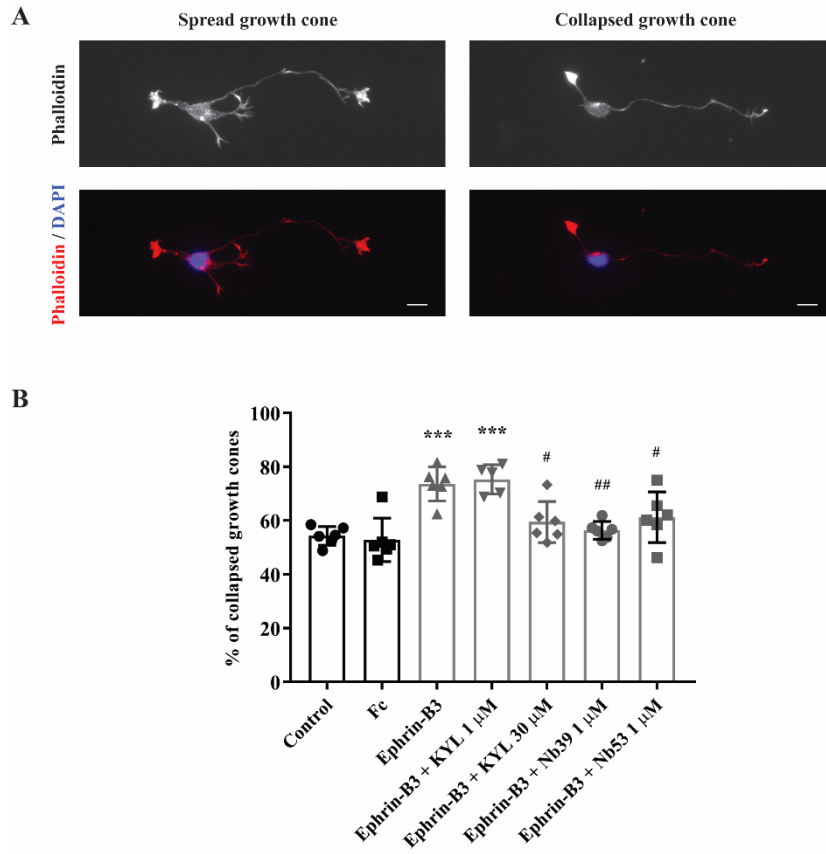 A
Spread growth cone
Collapsed growth cone
Phalloidin
Phalloidin / DAPI
B
% of collapsed growth cones
100
80
60
40
20
0
***
***
#
##
#
Control
Fc
Ephrin-B3
Ephrin-B3 + KYL 1 μM
Ephrin-B3 + KYL 30 μM
Ephrin-B3 + Nb39 1 μM
Ephrin-B3 + Nb53 1 μM